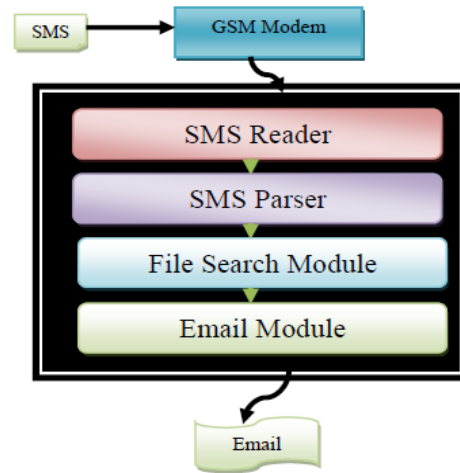 SMS
GSM Modem
SMS Reader
SMS Parser
File Search Module
Email Module
Email